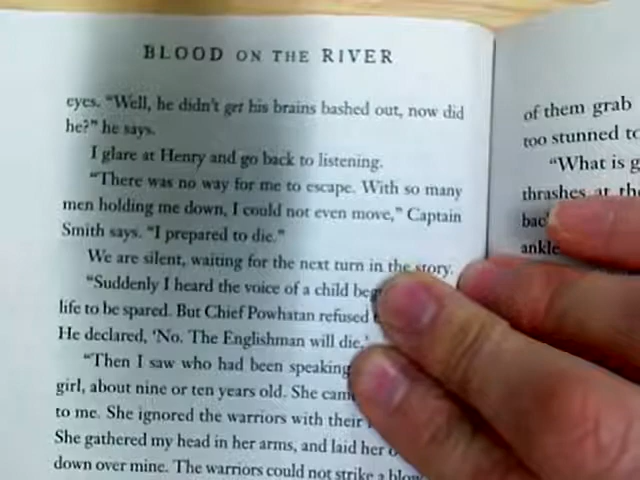 BLOOD ON THE RIVER
eyes. "Well, he didn't get his brains bashed out, now did
he?" he says.
I glare at Henry and go back to listening.
"There was no way for me to escape. With so many
men holding me down, I could not even move," Captain
Smith says. "I prepared to die."
We are silent, waiting for the next turn in the story.
"Suddenly I heard the voice of a child
life to be spared. But Chief Powhatan refused
He declared, 'No. The Englishman will die.'
"Then I saw who had been speaking
girl, about nine or ten years old. She
to me. She ignored the warriors with their
She gathered my head in her arms, and laid her
down over mine. The warriors could not strike a blow
of them grab
too stunned to
"What is
thrashes at